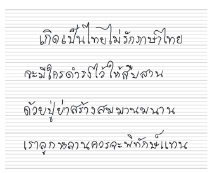 เกิดเป็นไทยไม่รักภาษาไทย
จะมีใครดำรงไว้ให้สืบสาน
ด้วยปู่ย่าสร้างสมมานมนาน
เราลูกหลานควรจะพิทักษ์แทน